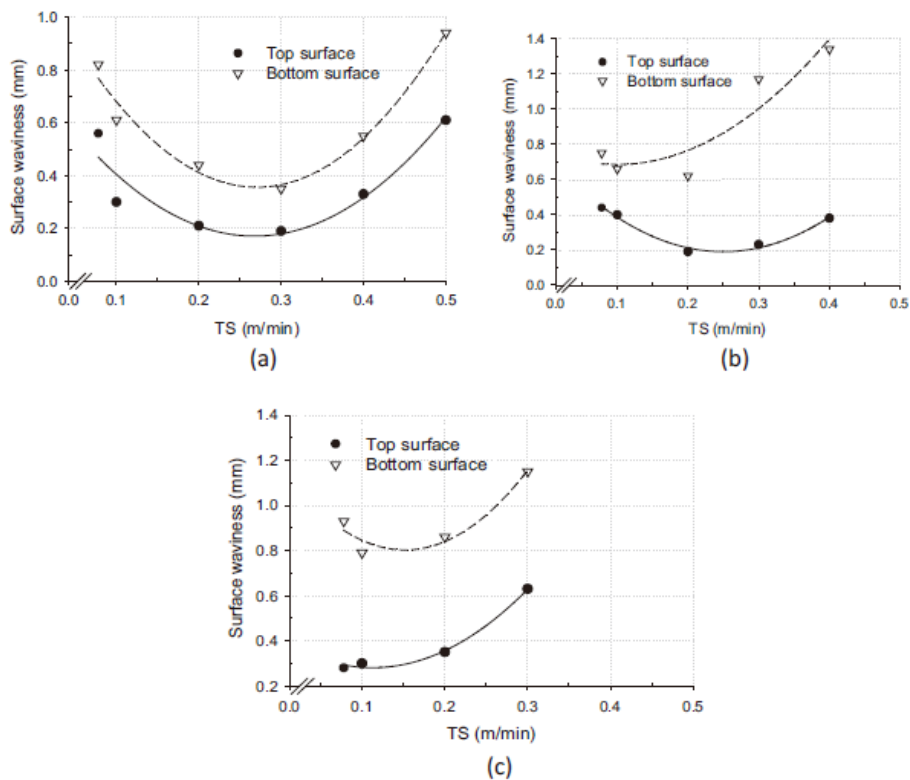 1.0
0.8
0.6
0.4
0.2
0.0
Surface waviness (mm)
Top surface
Bottom surface
0.0 0.1 0.2 0.3 0.4 0.5
TS (m/min)
(a)
1.4
1.2
1.0
0.8
0.6
0.4
0.2
0.0
Surface waviness (mm)
Top surface
Bottom surface
0.0 0.1 0.2 0.3 0.4 0.5
TS (m/min)
(b)
1.4
1.2
1.0
0.8
0.6
0.4
0.2
Surface waviness (mm)
Top surface
Bottom surface
0.0 0.1 0.2 0.3 0.5
TS (m/min)
(c)